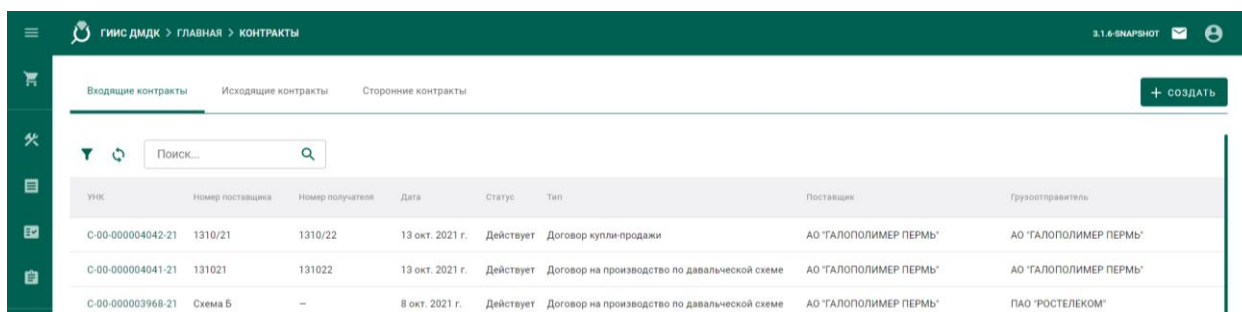 ГИИС ДМДК > ГЛАВНАЯ > КОНТРАКТЫ 3.1.6-SNAPSHOT
Входящие контракты Исходящие контракты Сторонние контракты + СОЗДАТЬ
Поиск...
УНК Номер поставщика Номер получателя Дата Статус Тип Поставщик Грузоотправитель
С-00-000004042-21 1310/21 1310/22 13 окт. 2021 г. Действует Договор купли-продажи АО "ГАЛОПОЛИМЕР ПЕРМЬ" АО "ГАЛОПОЛИМЕР ПЕРМЬ"
С-00-000004041-21 131021 131022 13 окт. 2021 г. Действует Договор на производство по давальческой схеме АО "ГАЛОПОЛИМЕР ПЕРМЬ" АО "ГАЛОПОЛИМЕР ПЕРМЬ"
С-00-000003968-21 Схема Б – 8 окт. 2021 г. Действует Договор на производство по давальческой схеме АО "ГАЛОПОЛИМЕР ПЕРМЬ" ПАО "РОСТЕЛЕКОМ"